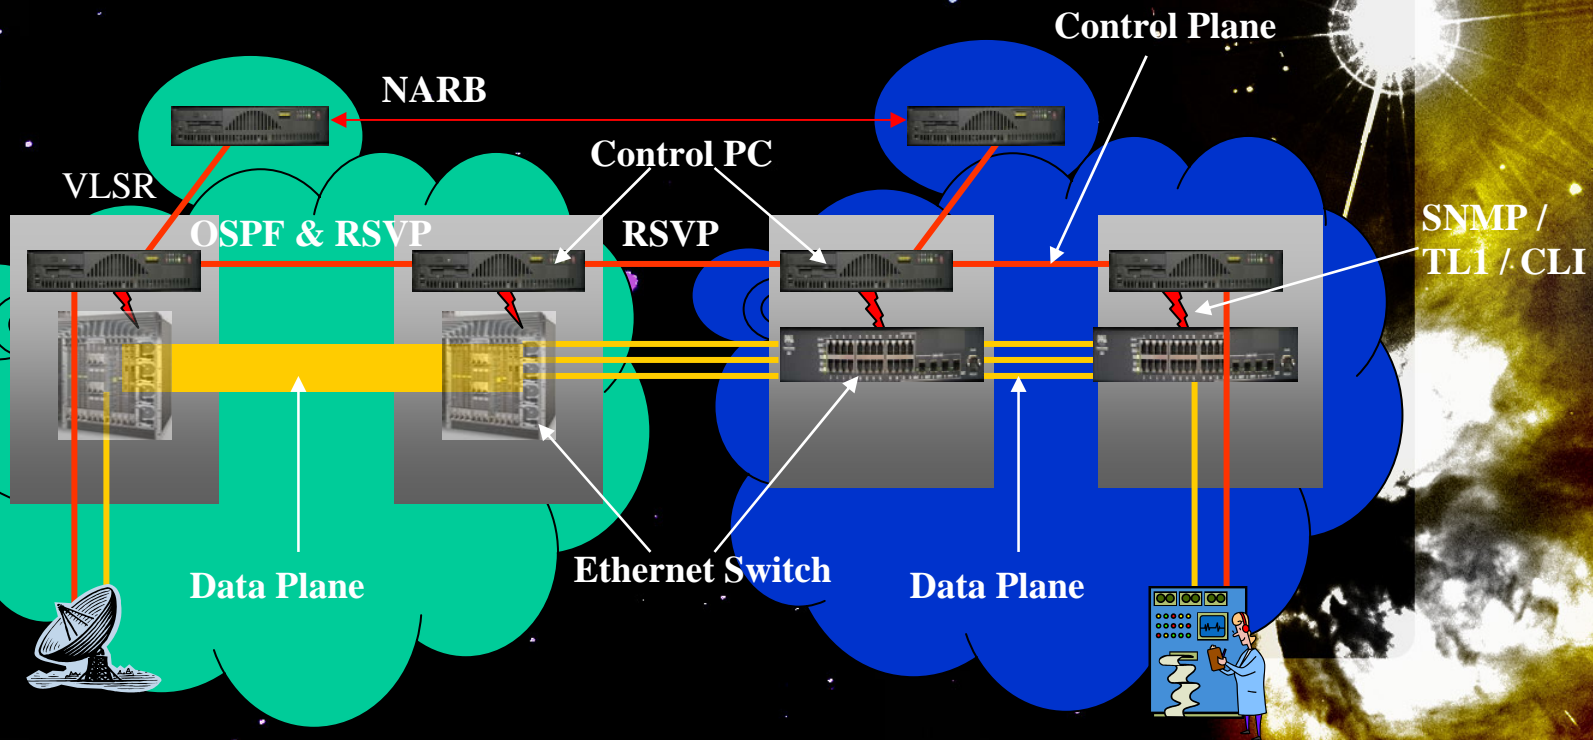 Control Plane
NARB
Control PC
VLSR
OSPF & RSVP
RSVP
SNMP /
TL1 / CLI
Data Plane
Ethernet Switch
Data Plane